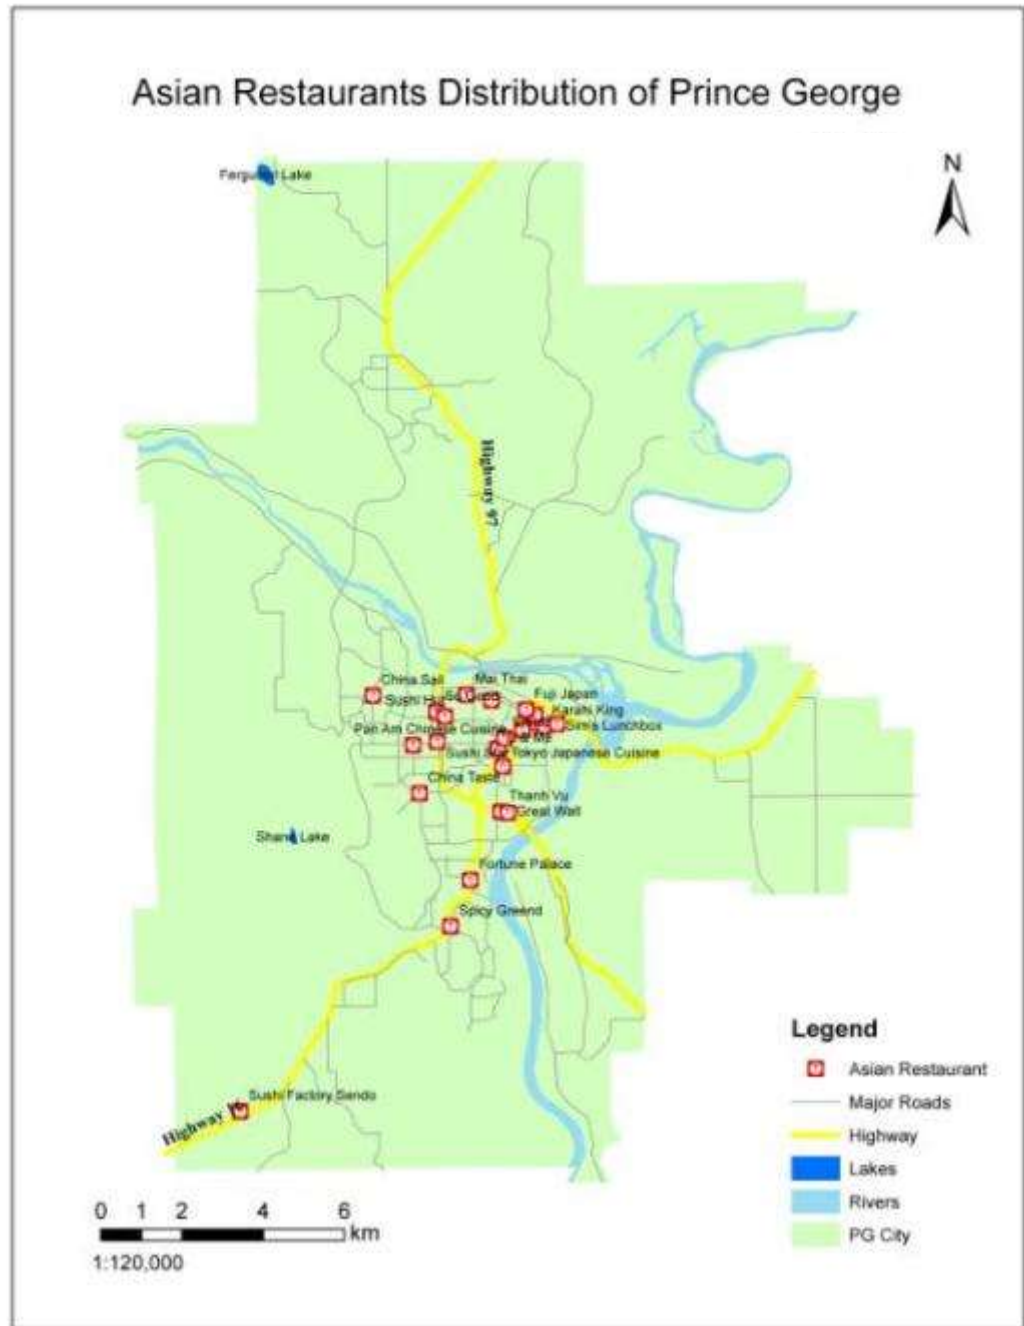 Asian Restaurants Distribution of Prince George
N
Lake
Highway 97
China Sail
Mai Thai
Sushi
Fuji Japan
Karahi King
Sim's Lunchbox
Pan Am Chinese Cuisine
Sushi
Tokyo Japanese Cuisine
China Taste
Thanh Vu
Great Wall
Lake
Fortune Palace
Spicy Greend
Sushi Factory Sendo
Highway
Legend
Asian Restaurant
Major Roads
Highway
Lakes
Rivers
PG City
0 1 2 4 6
km
1:120,000